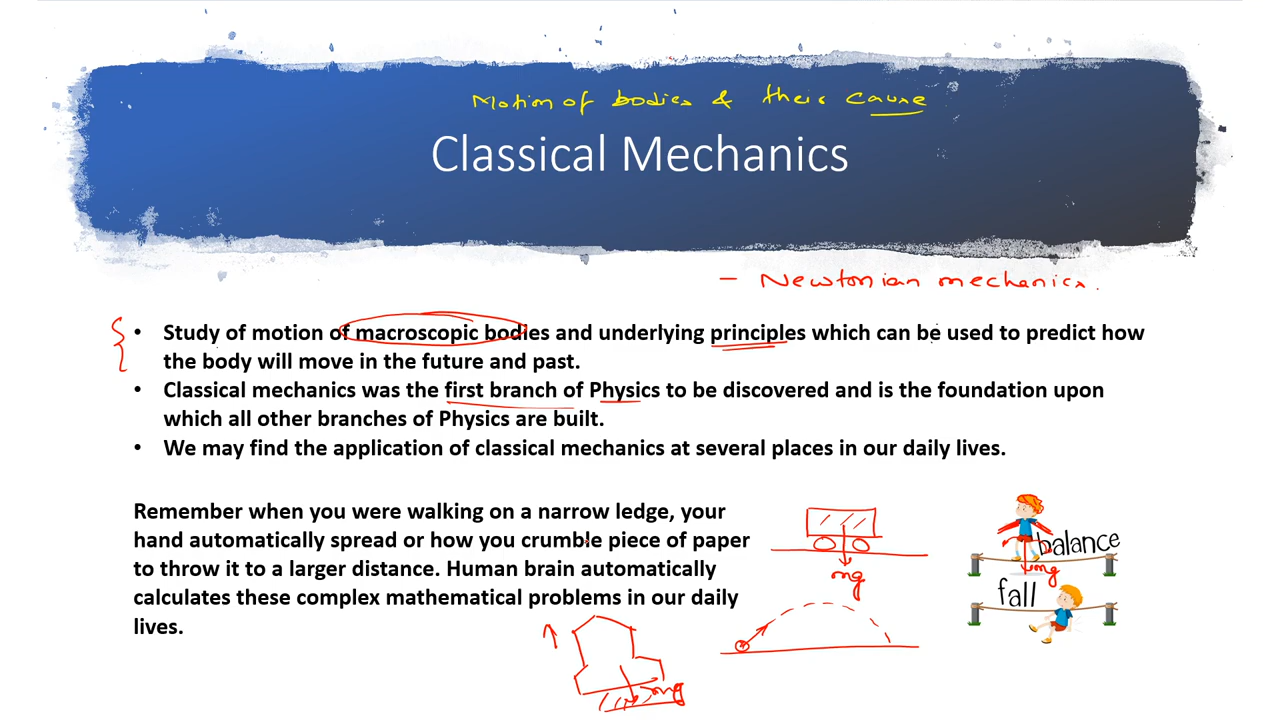 Motion of bodies & their cause
Classical Mechanics
- Newtonian mechanics.
• Study of motion of macroscopic bodies and underlying principles which can be used to predict how
the body will move in the future and past.
• Classical mechanics was the first branch of Physics to be discovered and is the foundation upon
which all other branches of Physics are built.
• We may find the application of classical mechanics at several places in our daily lives.
Remember when you were walking on a narrow ledge, your
hand automatically spread or how you crumble piece of paper
to throw it to a larger distance. Human brain automatically
calculates these complex mathematical problems in our daily
lives.
mg
balance
mg
fall
mg